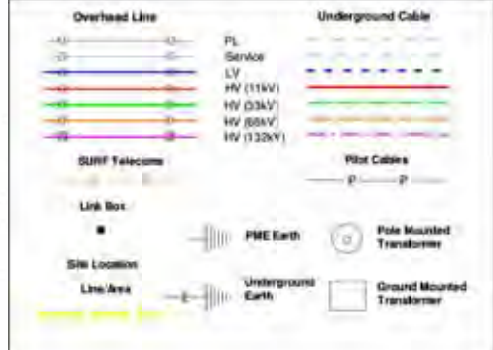 Overhead Line
Underground Cable
PL
Service
LV
HV (11kV)
HV (33kV)
HV (66kV)
HV (132kV)
SURF Telecoms
Pilot Cables
P P
Link Box
PME Earth
Pole Mounted
Transformer
Site Location
Line/Area
Underground
Earth
Ground Mounted
Transformer